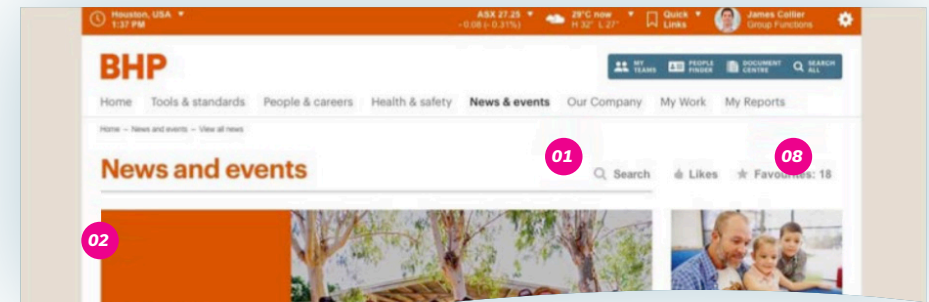 Houston, USA ▼ ASX 27.25 ▼ 29°C now ▼ Quick ▼ James Collier
1:37 PM -0.08 (-0.31%) H 32° L 27° Links Group Functions
BHP
MY TEAMS PEOPLE FINDER DOCUMENT CENTRE SEARCH ALL
Home Tools & standards People & careers Health & safety News & events Our Company My Work My Reports
Home – News and events – View all news
01 08
News and events Search Likes Favourites: 18
02